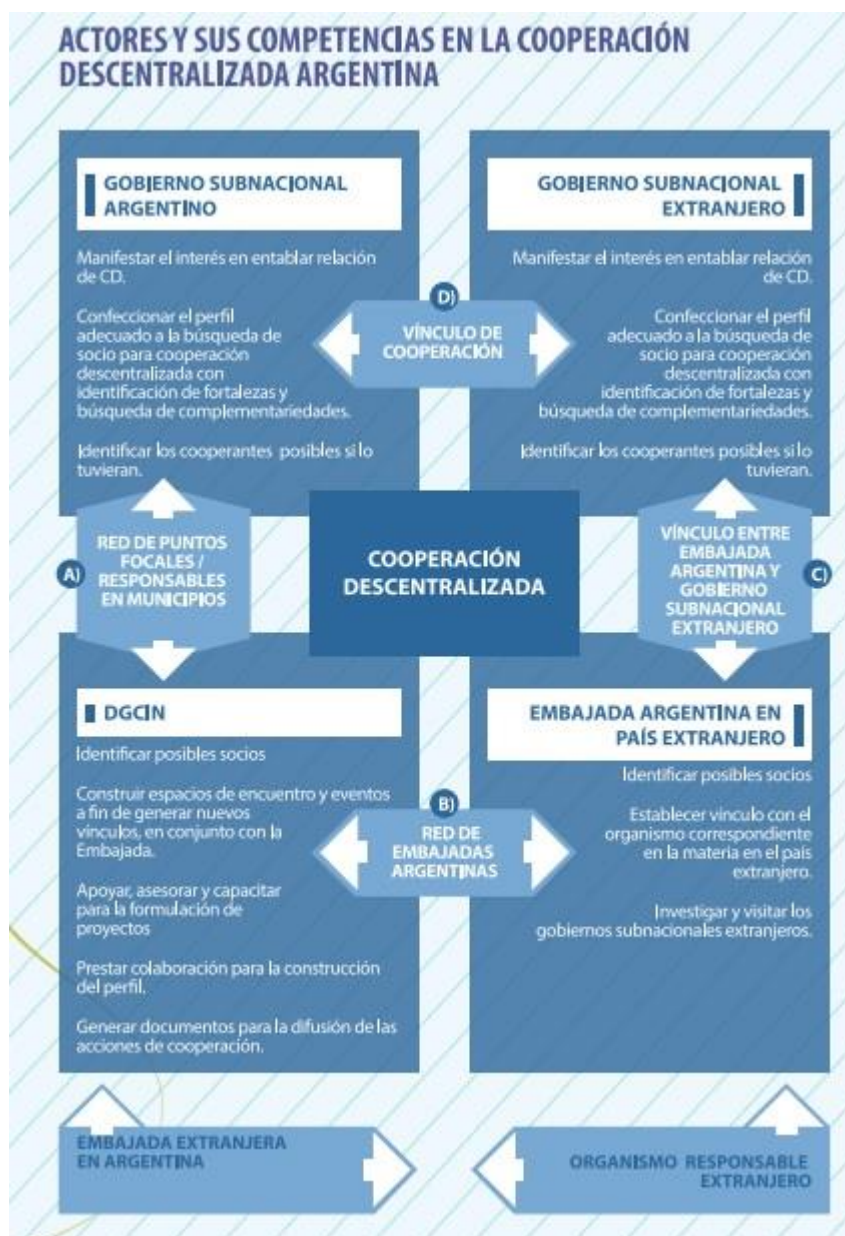 ACTORES Y SUS COMPETENCIAS EN LA COOPERACIÓN
DESCENTRALIZADA ARGENTINA
GOBIERNO SUBNACIONAL
ARGENTINO
Manifestar el interés en entablar relación
de CD.
Confeccionar el perfil
adecuado a la búsqueda de
socio para cooperación
descentralizada con
identificación de fortalezas y
búsqueda de complementariedades.
Identificar los cooperantes posibles si lo
tuvieran.
GOBIERNO SUBNACIONAL
EXTRANJERO
Manifestar el interés en entablar relación
de CD.
Confeccionar el perfil
adecuado a la búsqueda de
socio para cooperación
descentralizada con
identificación de fortalezas y
búsqueda de complementariedades.
Identificar los cooperantes posibles si lo
tuvieran.
D)
VÍNCULO DE
COOPERACIÓN
A)
RED DE PUNTOS
FOCALES /
RESPONSABLES
EN MUNICIPIOS
COOPERACIÓN
DESCENTRALIZADA
VÍNCULO ENTRE
EMBAJADA
ARGENTINA Y
GOBIERNO
SUBNACIONAL
EXTRANJERO
C)
DGCIN
Identificar posibles socios
Construir espacios de encuentro y eventos
a fin de generar nuevos
vínculos, en conjunto con la
Embajada.
Apoyar, asesorar y capacitar
para la formulación de
proyectos
Prestar colaboración para la construcción
del perfil.
Generar documentos para la difusión de las
acciones de cooperación.
B)
RED DE
EMBAJADAS
ARGENTINAS
EMBAJADA ARGENTINA EN
PAÍS EXTRANJERO
Identificar posibles socios
Establecer vínculo con el
organismo correspondiente
en la materia en el país
extranjero.
Investigar y visitar los
gobiernos subnacionales extranjeros.
EMBAJADA EXTRANJERA
EN ARGENTINA
ORGANISMO RESPONSABLE
EXTRANJERO